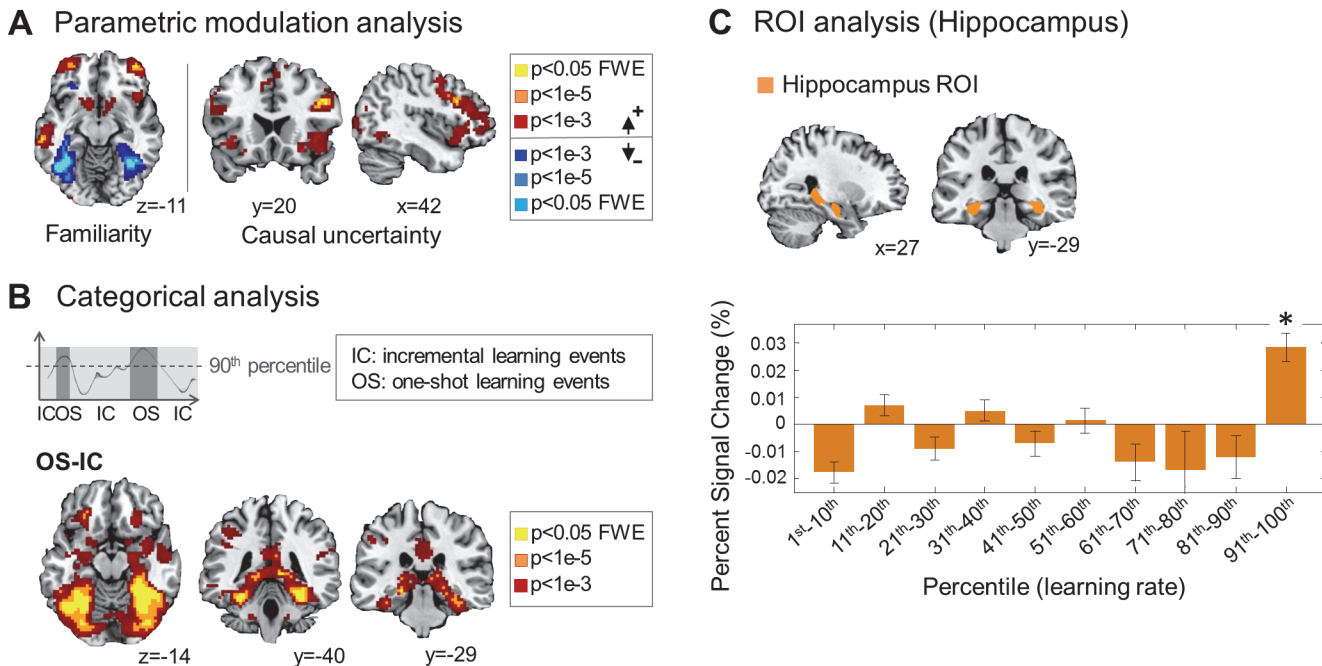 A Parametric modulation analysis
p<0.05 FWE
p<1e-5
p<1e-3
+
-
p<1e-3
p<1e-5
p<0.05 FWE
z=-11
y=20
x=42
Familiarity
Causal uncertainty
B Categorical analysis
90th percentile
IC OS IC OS IC
IC: incremental learning events
OS: one-shot learning events
OS-IC
p<0.05 FWE
p<1e-5
p<1e-3
z=-14
y=-40
y=-29
C ROI analysis (Hippocampus)
Hippocampus ROI
x=27
y=-29
Percent Signal Change (%)
0.03
0.02
0.01
0
-0.01
-0.02
*
1st-10th
11th-20th
21th-30th
31th-40th
41th-50th
51th-60th
61th-70th
71th-80th
81th-90th
91th-100th
Percentile (learning rate)